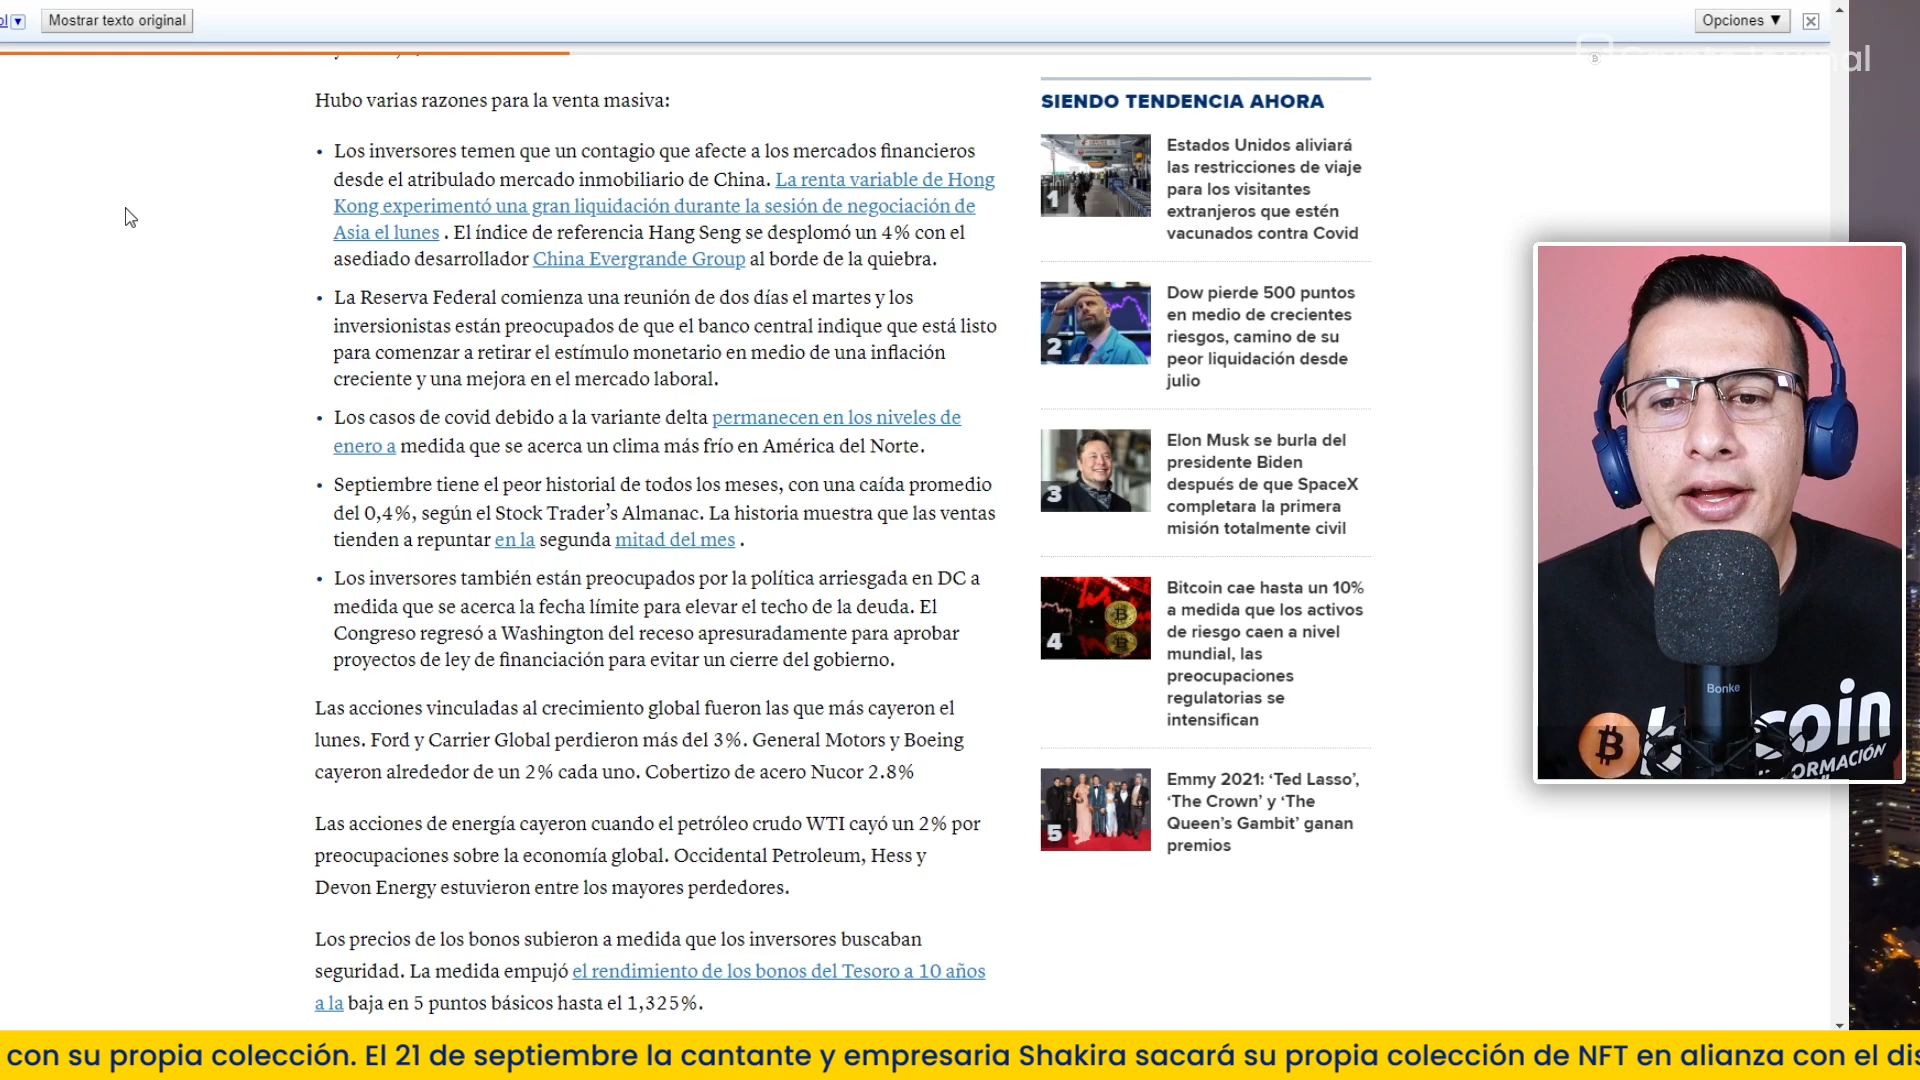 Mostrar texto original
Opciones ▼
Hubo varias razones para la venta masiva:
• Los inversores temen que un contagio que afecte a los mercados financieros
desde el atribulado mercado inmobiliario de China. La renta variable de Hong
Kong experimentó una gran liquidación durante la sesión de negociación de
Asia el lunes . El índice de referencia Hang Seng se desplomó un 4% con el
asediado desarrollador China Evergrande Group al borde de la quiebra.
• La Reserva Federal comienza una reunión de dos días el martes y los
inversionistas están preocupados de que el banco central indique que está listo
para comenzar a retirar el estímulo monetario en medio de una inflación
creciente y una mejora en el mercado laboral.
• Los casos de covid debido a la variante delta permanecen en los niveles de
enero a medida que se acerca un clima más frío en América del Norte.
• Septiembre tiene el peor historial de todos los meses, con una caída promedio
del 0,4%, según el Stock Trader’s Almanac. La historia muestra que las ventas
tienden a repuntar en la segunda mitad del mes .
• Los inversores también están preocupados por la política arriesgada en DC a
medida que se acerca la fecha límite para elevar el techo de la deuda. El
Congreso regresó a Washington del receso apresuradamente para aprobar
proyectos de ley de financiación para evitar un cierre del gobierno.
Las acciones vinculadas al crecimiento global fueron las que más cayeron el
lunes. Ford y Carrier Global perdieron más del 3%. General Motors y Boeing
cayeron alrededor de un 2% cada uno. Cobertizo de acero Nucor 2.8%
Las acciones de energía cayeron cuando el petróleo crudo WTI cayó un 2% por
preocupaciones sobre la economía global. Occidental Petroleum, Hess y
Devon Energy estuvieron entre los mayores perdedores.
Los precios de los bonos subieron a medida que los inversores buscaban
seguridad. La medida empujó el rendimiento de los bonos del Tesoro a 10 años
a la baja en 5 puntos básicos hasta el 1,325%.
SIENDO TENDENCIA AHORA
1
Estados Unidos aliviará
las restricciones de viaje
para los visitantes
extranjeros que estén
vacunados contra Covid
2
Dow pierde 500 puntos
en medio de crecientes
riesgos, camino de su
peor liquidación desde
julio
3
Elon Musk se burla del
presidente Biden
después de que SpaceX
completara la primera
misión totalmente civil
4
Bitcoin cae hasta un 10%
a medida que los activos
de riesgo caen a nivel
mundial, las
preocupaciones
regulatorias se
intensifican
5
Emmy 2021: ‘Ted Lasso’,
‘The Crown’ y ‘The
Queen’s Gambit’ ganan
premios
Bonke
con su propia colección. El 21 de septiembre la cantante y empresaria Shakira sacará su propia colección de NFT en alianza con el